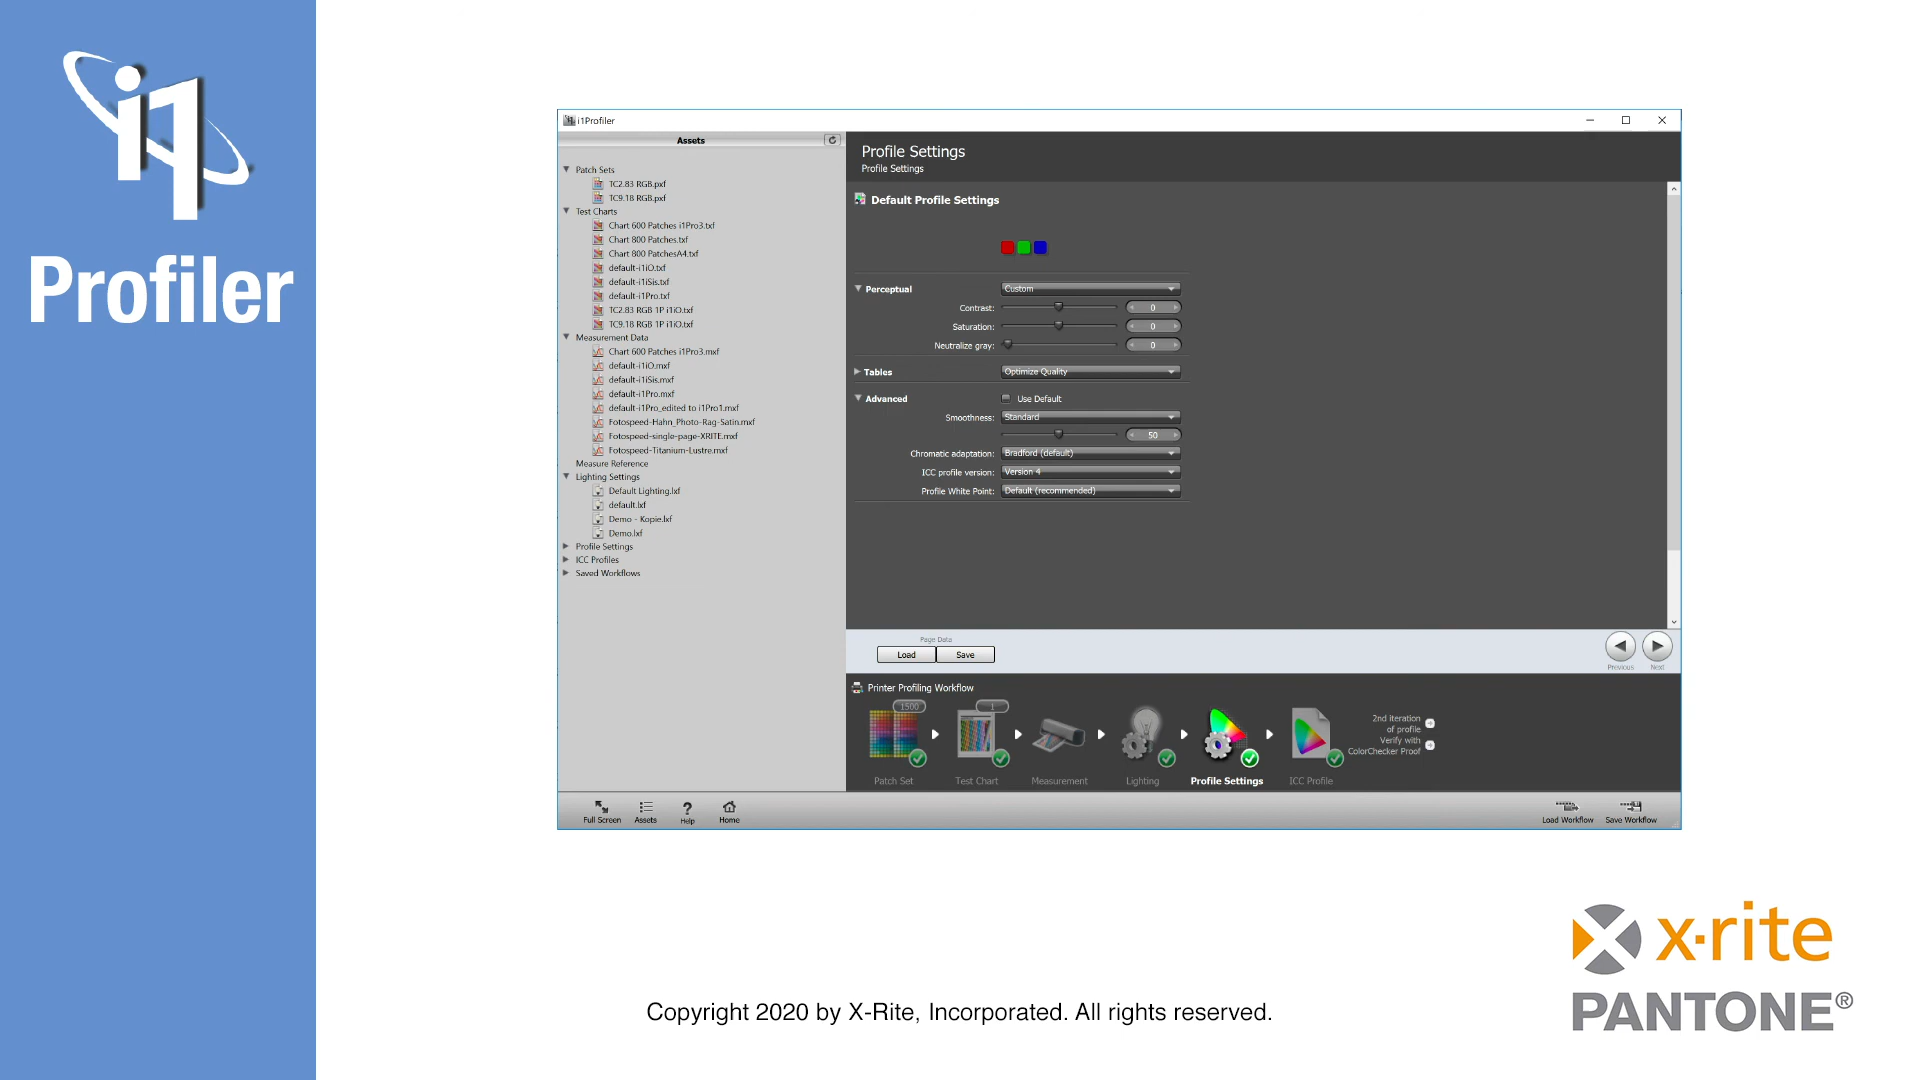 i1
Profiler
i1Profiler
Assets
Patch Sets
TC2.83 RGB.pxf
TC9.18 RGB.pxf
Test Charts
Chart 600 Patches i1Pro3.txf
Chart 800 Patches.txf
Chart 800 PatchesA4.txf
default-i1iO.txf
default-i1iSis.txf
default-i1Pro.txf
TC2.83 RGB 1P i1iO.txf
TC9.18 RGB 1P i1iO.txf
Measurement Data
Chart 600 Patches i1Pro3.mxf
default-i1iO.mxf
default-i1iSis.mxf
default-i1Pro.mxf
default-i1Pro_edited to i1Pro1.mxf
Fotospeed-Hahn_Photo-Rag-Satin.mxf
Fotospeed-single-page-XRITE.mxf
Fotospeed-Titanium-Lustre.mxf
Measure Reference
Lighting Settings
Default Lighting.lxf
default.lxf
Demo - Kopie.lxf
Demo.lxf
Profile Settings
ICC Profiles
Saved Workflows
Profile Settings
Profile Settings
Default Profile Settings
Perceptual Custom
Contrast: 0
Saturation: 0
Neutralize gray: 0
Tables Optimize Quality
Advanced Use Default
Smoothness: Standard
50
Chromatic adaptation: Bradford (default)
ICC profile version: Version 4
Profile White Point: Default (recommended)
Page Data
Load Save
Previous Next
Printer Profiling Workflow
1500 1
2nd iteration
of profile
Verify with
ColorChecker Proof
Patch Set Test Chart Measurement Lighting Profile Settings ICC Profile
Full Screen Assets Help Home Load Workflow Save Workflow
x·rite
PANTONE®
Copyright 2020 by X-Rite, Incorporated. All rights reserved.